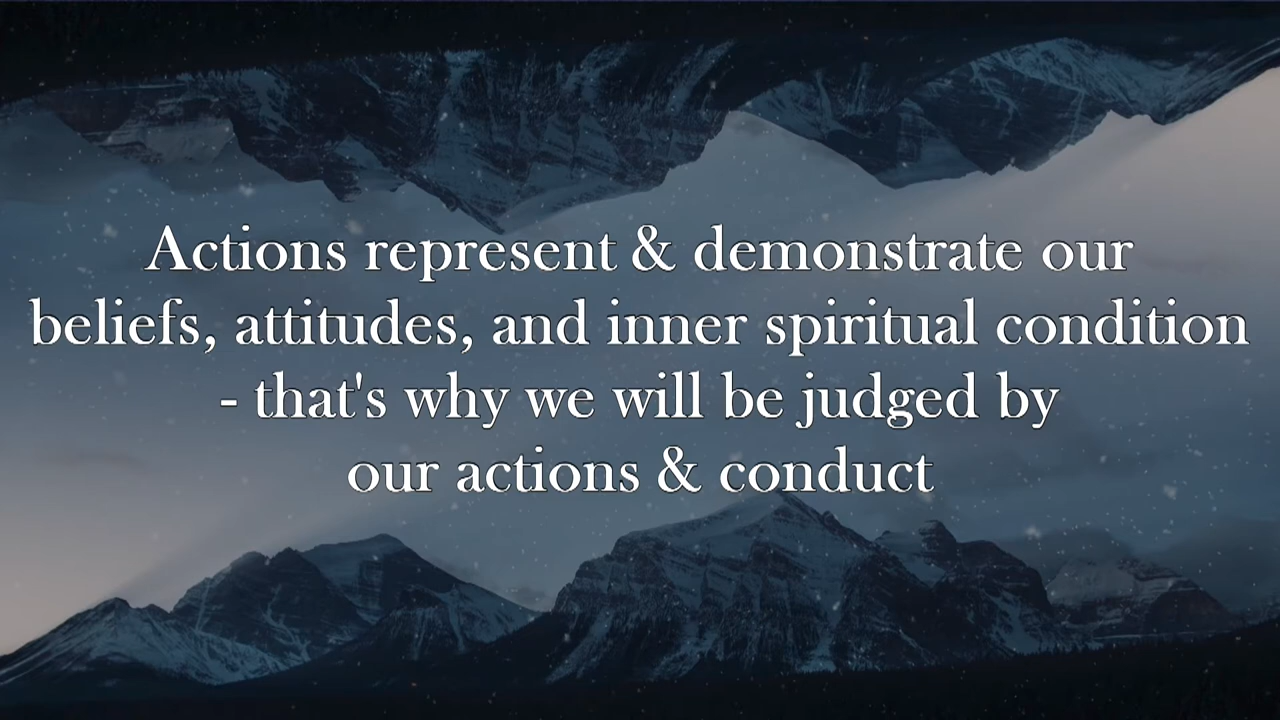 Actions represent & demonstrate our
beliefs, attitudes, and inner spiritual condition
- that's why we will be judged by
our actions & conduct